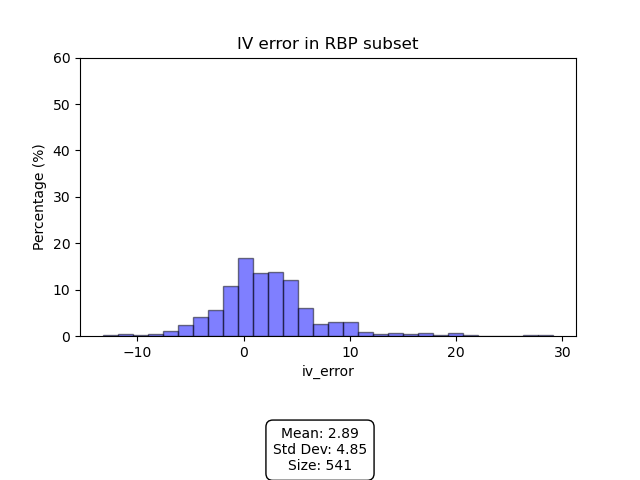 IV error in RBP subset
60
50
40
30
20
10
0
Percentage (%)
−10
0
10
20
30
iv_error
Mean: 2.89
Std Dev: 4.85
Size: 541